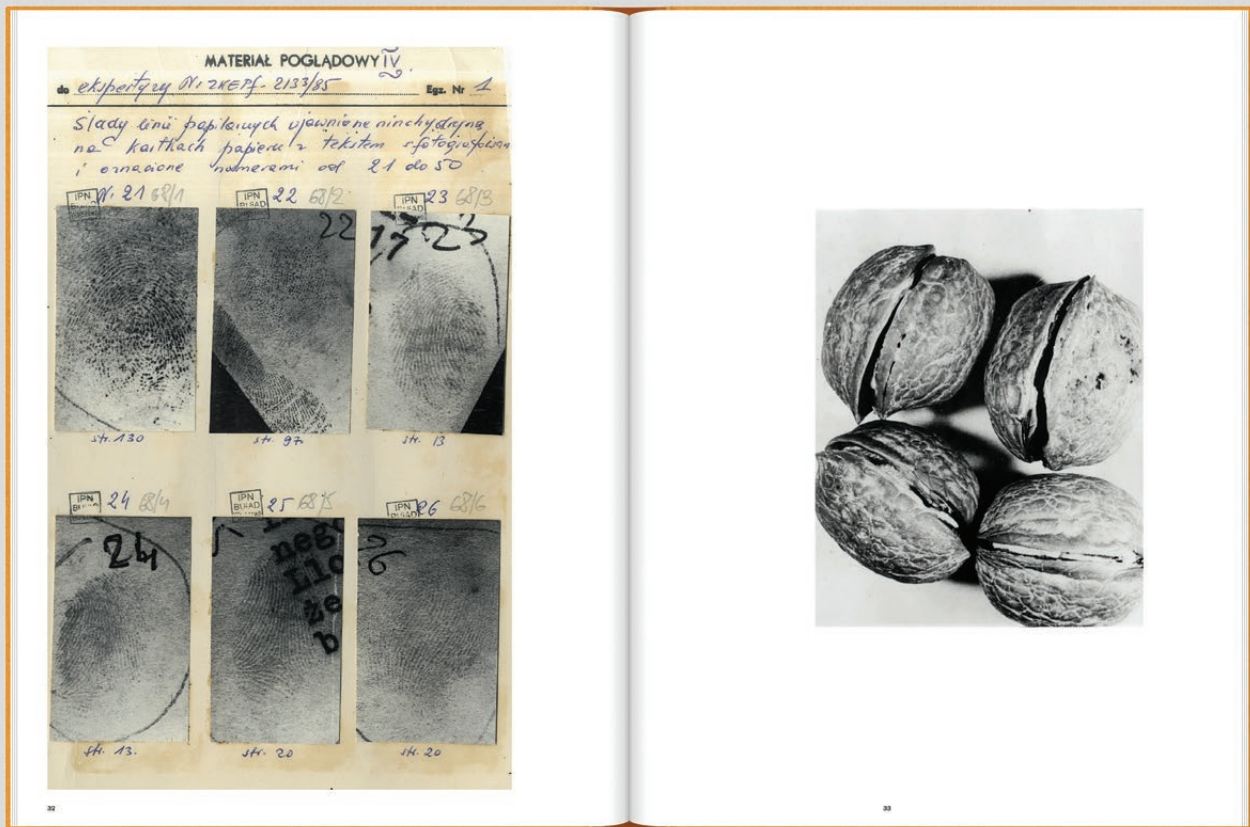 MATERIAŁ POGLĄDOWY IV
do ekspertyzy Nr ZKEPf-2133/85 Egz. Nr 1
Ślady linii papilarnych ujawnione ninhydryną
na kartkach papieru z tekstem
i oznaczone numerami od 21 do 50
IPN Nr. 21 68/1 IPN 22 68/2 IPN 23 68/3
22
23
str. 130 str. 97 str. 13
IPN 24 68/4 IPN 25 68/5 IPN 26 68/6
24
neg
że
b
str. 13. str. 20 str. 20
32 33